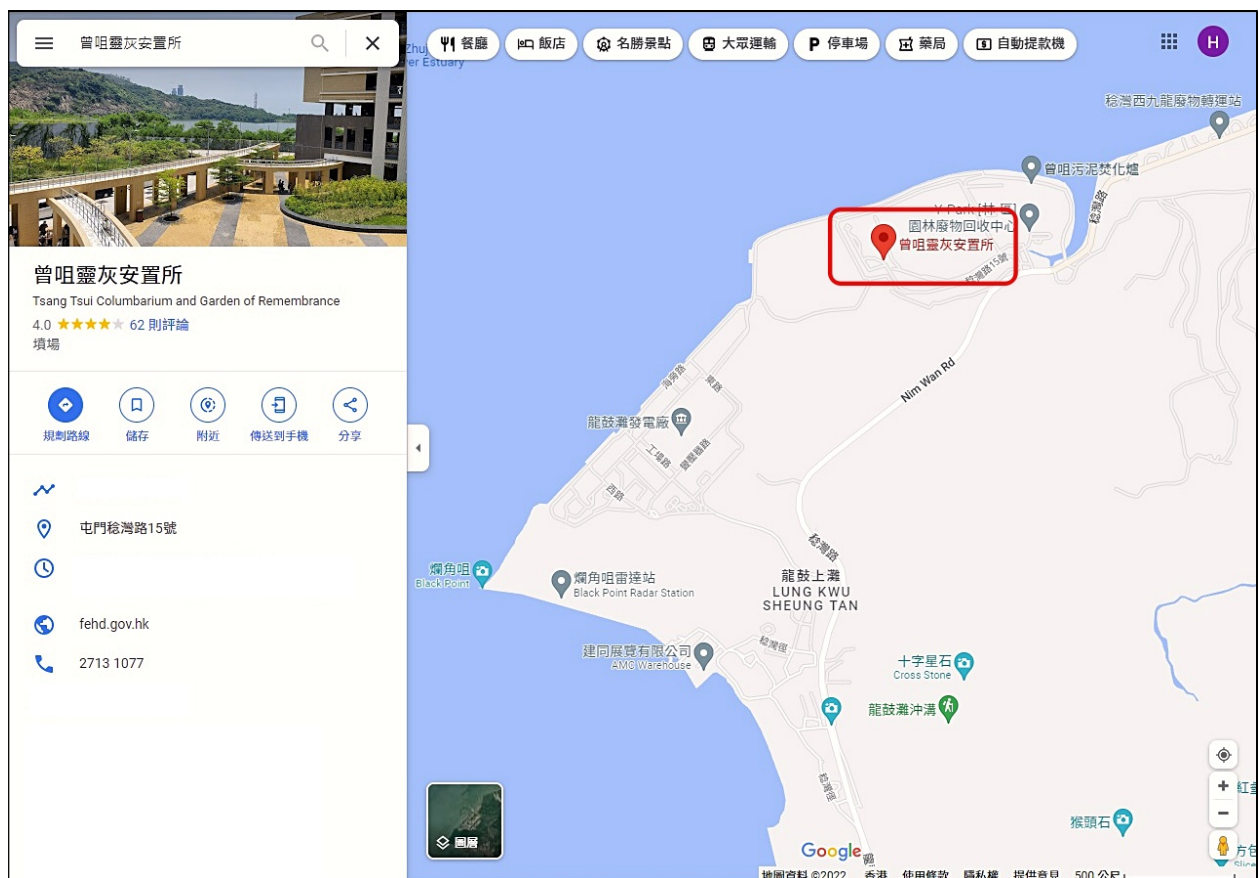 曾咀靈灰安置所
餐廳
飯店
名勝景點
大眾運輸
P 停車場
藥局
自動提款機
H
er Estuary
稔灣西九龍廢物轉運站
曾咀污泥焚化爐
稔灣路
Y·Park [林·區]
園林廢物回收中心
曾咀靈灰安置所
稔灣路15號
曾咀靈灰安置所
Tsang Tsui Columbarium and Garden of Remembrance
4.0
62 則評論
墳場
規劃路線
儲存
附近
傳送到手機
分享
屯門稔灣路15號
fehd.gov.hk
2713 1077
Nim Wan Rd
海旁路
東路
龍鼓灘發電廠
工場路
變壓器路
西路
稔灣路
爛角咀
Black Point
爛角咀雷達站
Black Point Radar Station
龍鼓上灘
LUNG KWU
SHEUNG TAN
稔灣徑
建同展覽有限公司
AMC Warehouse
十字星石
Cross Stone
龍鼓灘沖溝
稔灣徑
猴頭石
圖層
Google
地圖資料 ©2022
香港
使用條款
隱私權
提供意見
500 公尺